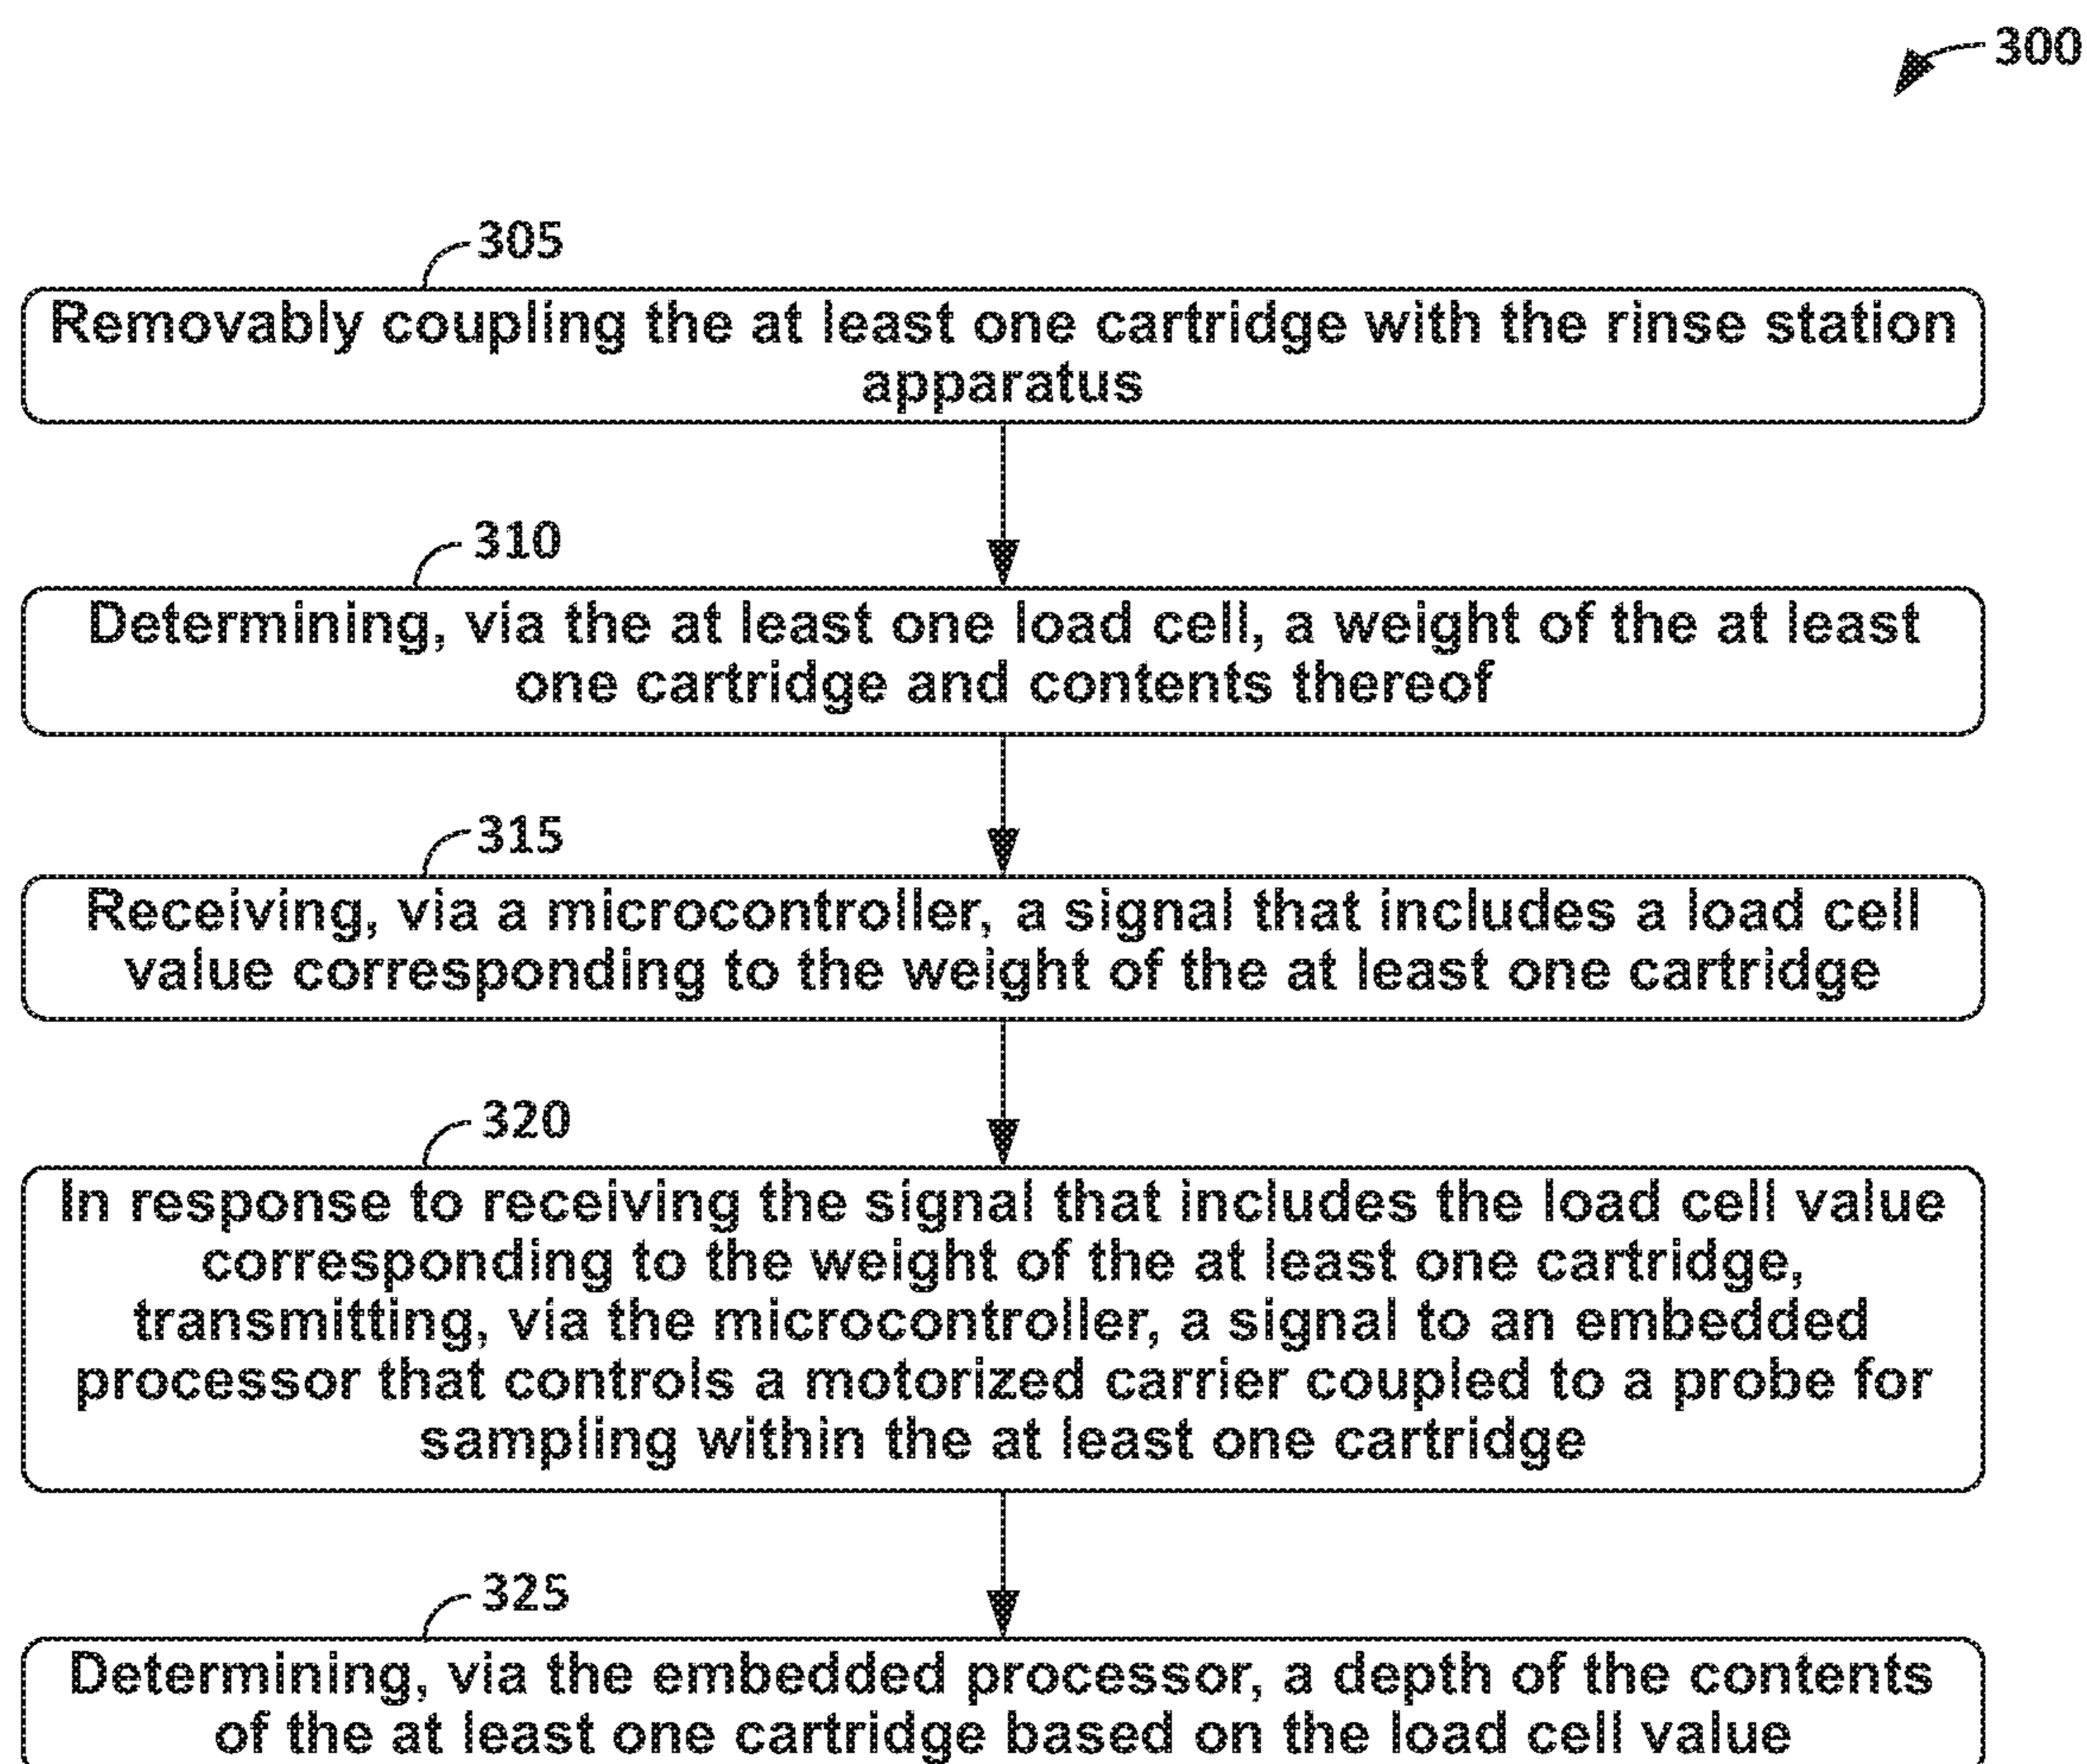 300
305
Removably coupling the at least one cartridge with the rinse station
apparatus
310
Determining, via the at least one load cell, a weight of the at least
one cartridge and contents thereof
315
Receiving, via a microcontroller, a signal that includes a load cell
value corresponding to the weight of the at least one cartridge
320
In response to receiving the signal that includes the load cell value
corresponding to the weight of the at least one cartridge,
transmitting, via the microcontroller, a signal to an embedded
processor that controls a motorized carrier coupled to a probe for
sampling within the at least one cartridge
325
Determining, via the embedded processor, a depth of the contents
of the at least one cartridge based on the load cell value